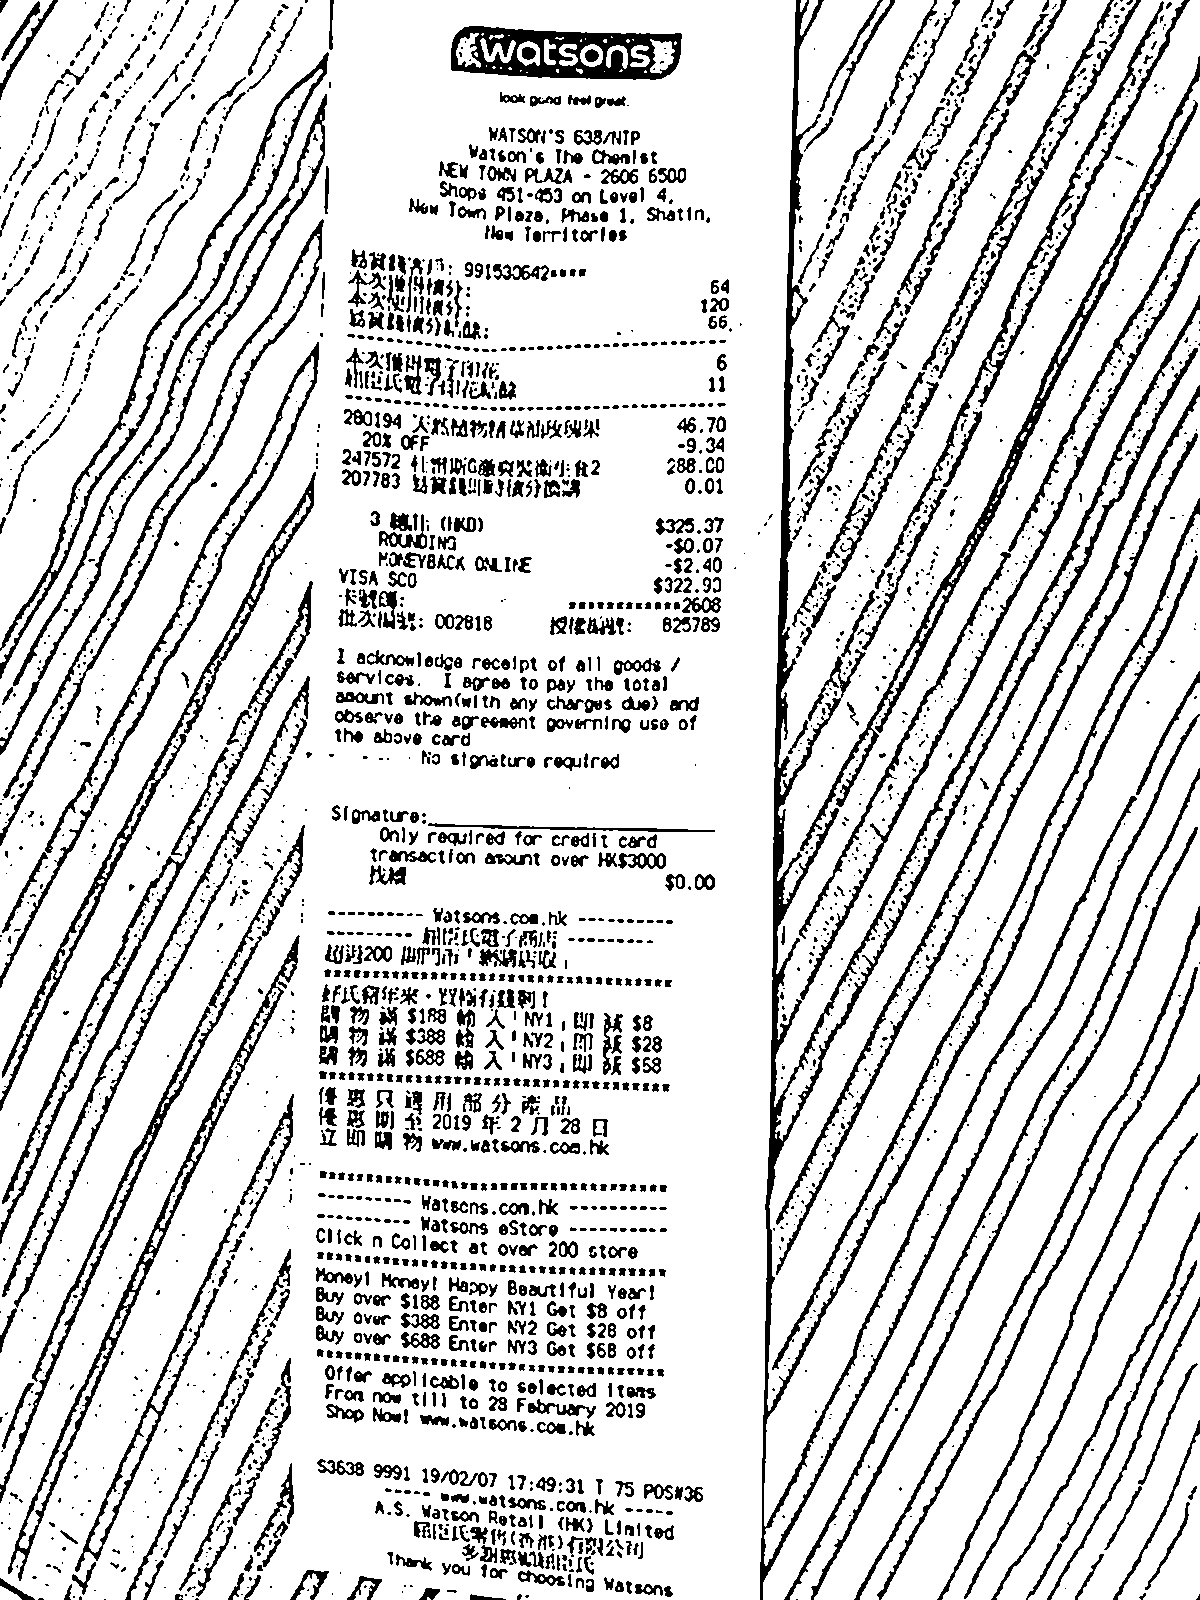 watsons
look good. feel great.
WATSON'S 638/NTP
Watson's The Chemist
NEW TOWN PLAZA - 2606 6500
Shops 451-453 on Level 4,
New Town Plaza, Phase 1, Shatin,
New Territories
易賞錢客戶: 991530642****
本次獲得積分: 64
本次使用積分: 120
易賞錢積分結餘: 66
本次獲得電子印花 6
屈臣氏電子印花結餘 11
280194 天然植物精華油玫瑰果 46.70
20% OFF -9.34
247572 2 288.00
207783 易賞錢 0.01
3 總計: (HKD) $325.37
ROUNDING -$0.07
MONEYBACK ONLINE -$2.40
VISA SCO $322.90
卡號碼: ************2608
批次編號: 002818 授權編號: 825789
I acknowledge receipt of all goods /
services. I agree to pay the total
amount shown(with any charges due) and
observe the agreement governing use of
the above card
No signature required
Signature:
Only required for credit card
transaction amount over HK$3000
找續 $0.00
---------- Watsons.com.hk ----------
--------- 屈臣氏電子商店 ---------
超過200 間門市「網購店取」
************************************
購 物 滿 $188 輸 入「NY1」即 減 $8
購 物 滿 $388 輸 入「NY2」即 減 $28
購 物 滿 $688 輸 入「NY3」即 減 $68
************************************
優 惠 只 適 用 部 分 產 品
優 惠 期 至 2019 年 2 月 28 日
立 即 購 物 www.watsons.com.hk
************************************
---------- Watsons.com.hk ----------
---------- Watsons eStore ----------
Click n Collect at over 200 store
************************************
Money! Money! Happy Beautiful Year!
Buy over $188 Enter NY1 Get $8 off
Buy over $388 Enter NY2 Get $28 off
Buy over $688 Enter NY3 Get $68 off
************************************
Offer applicable to selected items
From now till to 28 February 2019
Shop Now! www.watsons.com.hk
S3638 9991 19/02/07 17:49:31 T 75 POS#36
----- www.watsons.com.hk -----
A.S. Watson Retail (HK) Limited
屈臣氏零售(香港)有限公司
多謝惠顧屈臣氏
Thank you for choosing Watsons